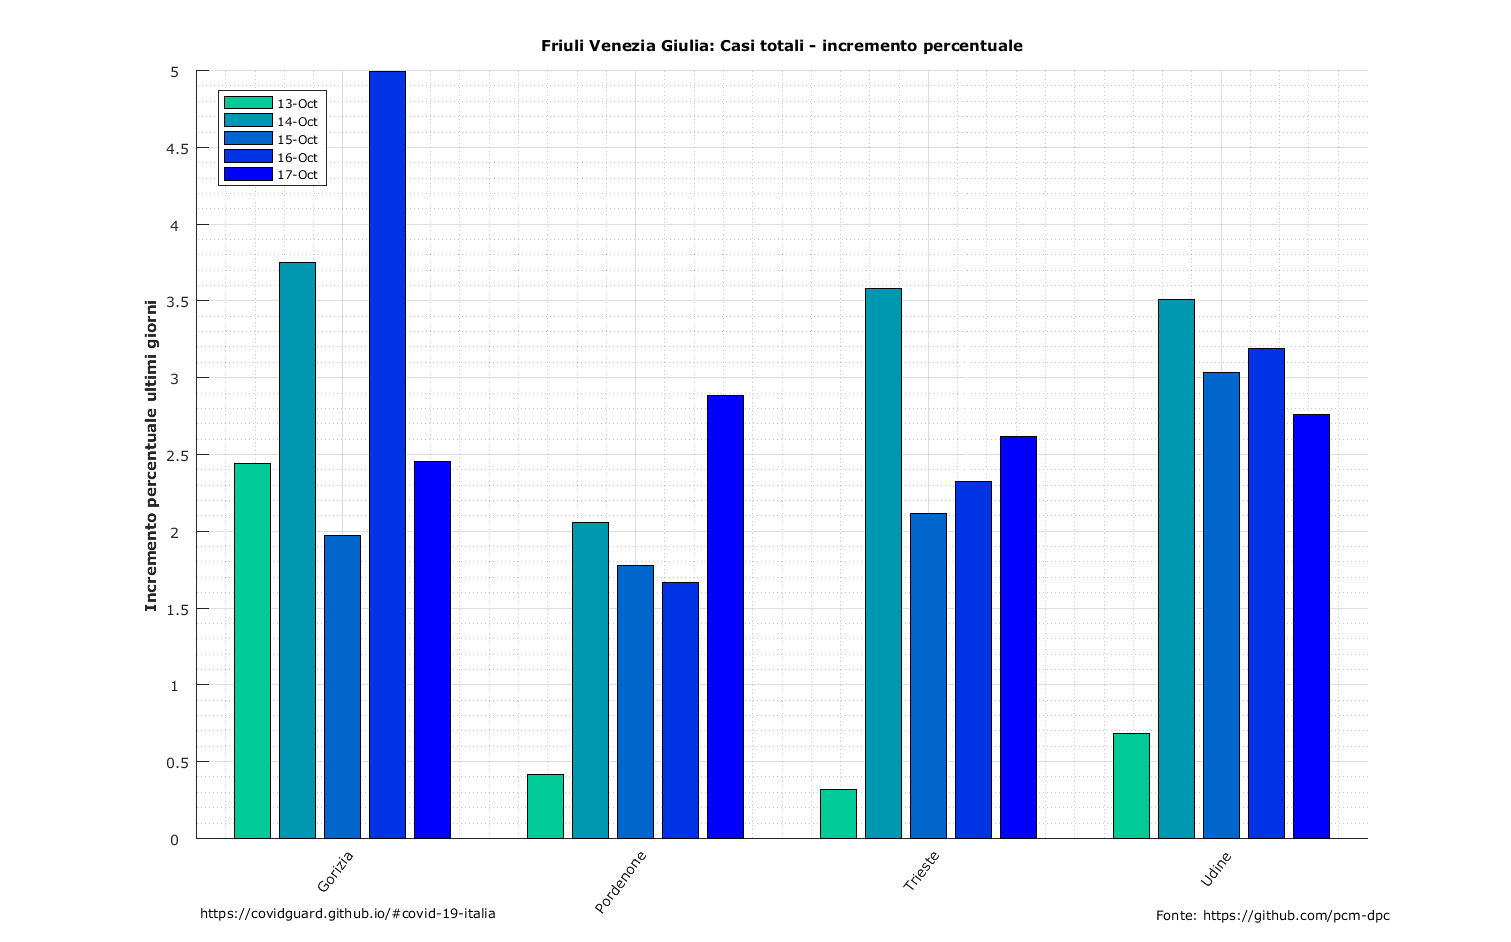 Friuli Venezia Giulia: Casi totali - incremento percentuale
5
4.5
4
3.5
3
2.5
2
1.5
1
0.5
0
Incremento percentuale ultimi giorni
13-Oct
14-Oct
15-Oct
16-Oct
17-Oct
Gorizia
Pordenone
Trieste
Udine
https://covidguard.github.io/#covid-19-italia
Fonte: https://github.com/pcm-dpc